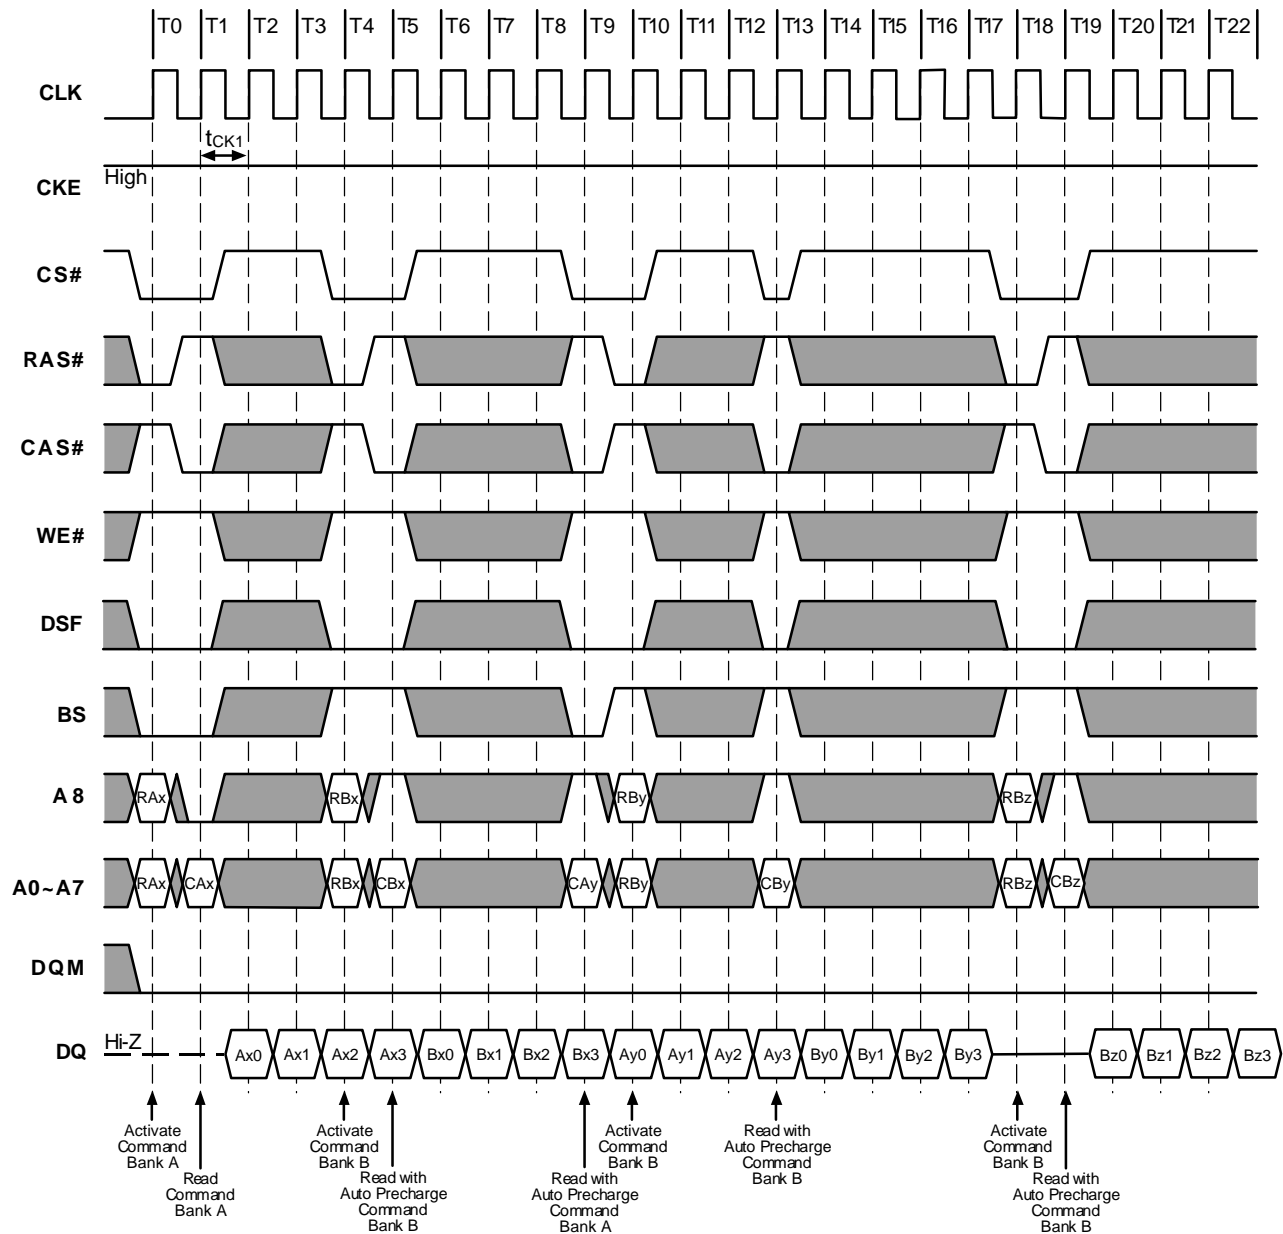 T0 T1 T2 T3 T4 T5 T6 T7 T8 T9 T10 T11 T12 T13 T14 T15 T16 T17 T18 T19 T20 T21 T22
CLK
tCK1
High
CKE
CS#
RAS#
CAS#
WE#
DSF
BS
A8 RAx RBx RBy RBz
A0~A7 RAx CAx RBx CBx CAy RBy CBy RBz CBz
DQM
DQ Hi-Z Ax0 Ax1 Ax2 Ax3 Bx0 Bx1 Bx2 Bx3 Ay0 Ay1 Ay2 Ay3 By0 By1 By2 By3 Bz0 Bz1 Bz2 Bz3
Activate
Command
Bank A
Read
Command
Bank A
Activate
Command
Bank B
Read with
Auto Precharge
Command
Bank B
Read with
Auto Precharge
Command
Bank A
Activate
Command
Bank B
Read with
Auto Precharge
Command
Bank B
Activate
Command
Bank B
Read with
Auto Precharge
Command
Bank B